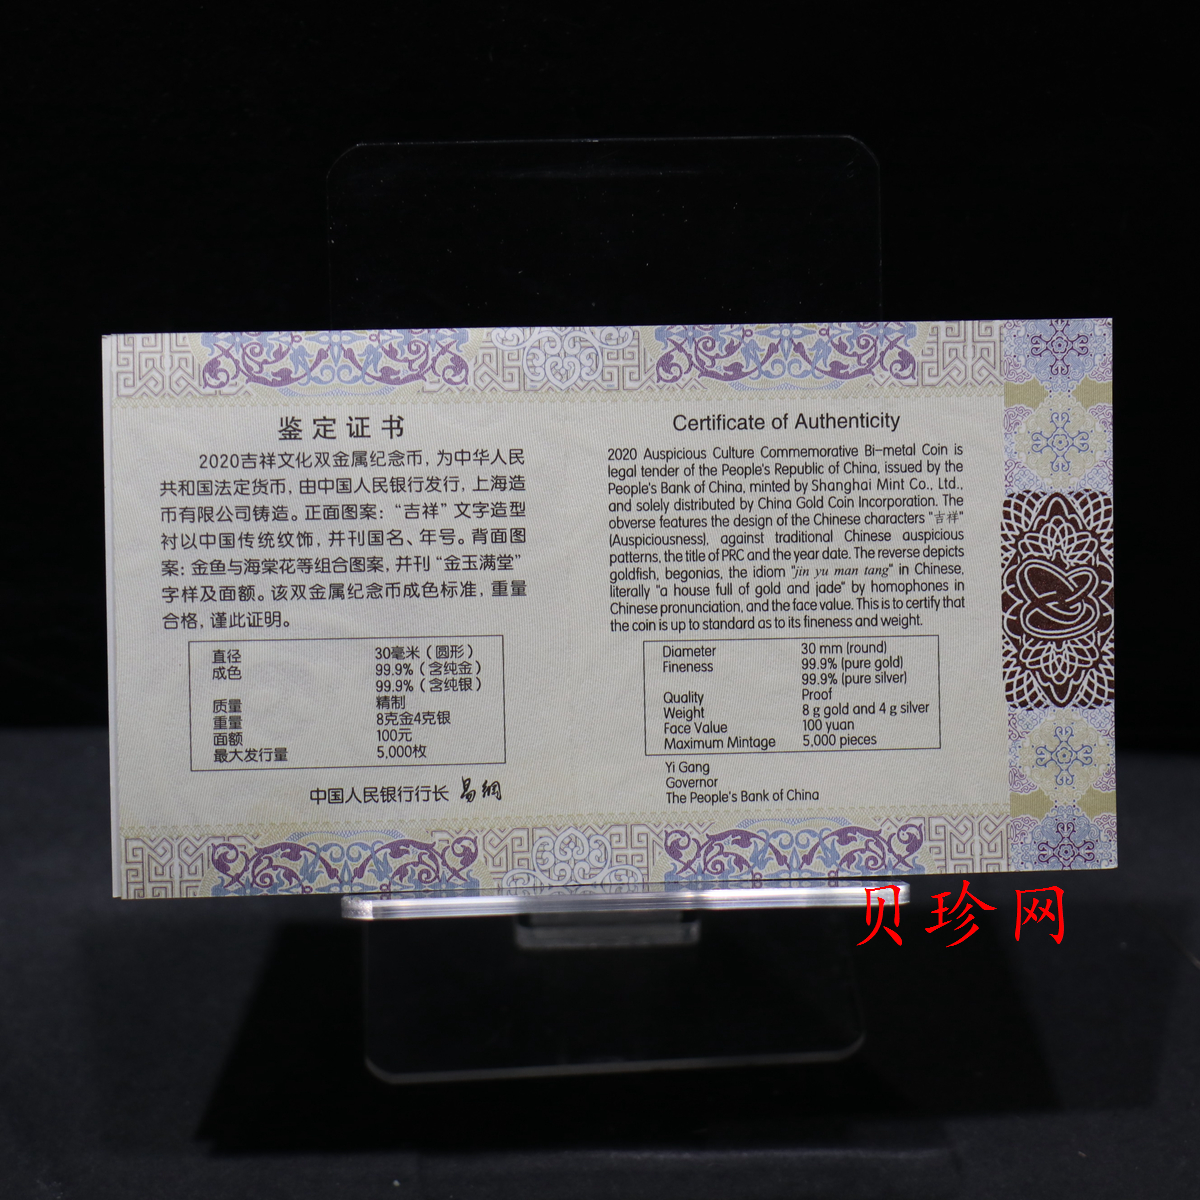 鉴定证书
2020吉祥文化双金属纪念币，为中华人民
共和国法定货币，由中国人民银行发行，上海造
币有限公司铸造。正面图案：“吉祥”文字造型
衬以中国传统纹饰，并刊国名、年号。背面图
案：金鱼与海棠花等组合图案，并刊“金玉满堂”
字样及面额。该双金属纪念币成色标准，重量
合格，谨此证明。
直径 30毫米（圆形）
成色 99.9%（含纯金）
99.9%（含纯银）
质量 精制
重量 8克金4克银
面额 100元
最大发行量 5,000枚
中国人民银行行长 易纲
Certificate of Authenticity
2020 Auspicious Culture Commemorative Bi-metal Coin is
legal tender of the People's Republic of China, issued by the
People's Bank of China, minted by Shanghai Mint Co., Ltd.,
and solely distributed by China Gold Coin Incorporation. The
obverse features the design of the Chinese characters "吉祥"
(Auspiciousness), against traditional Chinese auspicious
patterns, the title of PRC and the year date. The reverse depicts
goldfish, begonias, the idiom "jin yu man tang" in Chinese,
literally "a house full of gold and jade" by homophones in
Chinese pronunciation, and the face value. This is to certify that
the coin is up to standard as to its fineness and weight.
Diameter 30 mm (round)
Fineness 99.9% (pure gold)
99.9% (pure silver)
Quality Proof
Weight 8 g gold and 4 g silver
Face Value 100 yuan
Maximum Mintage 5,000 pieces
Yi Gang
Governor
The People's Bank of China
贝珍网